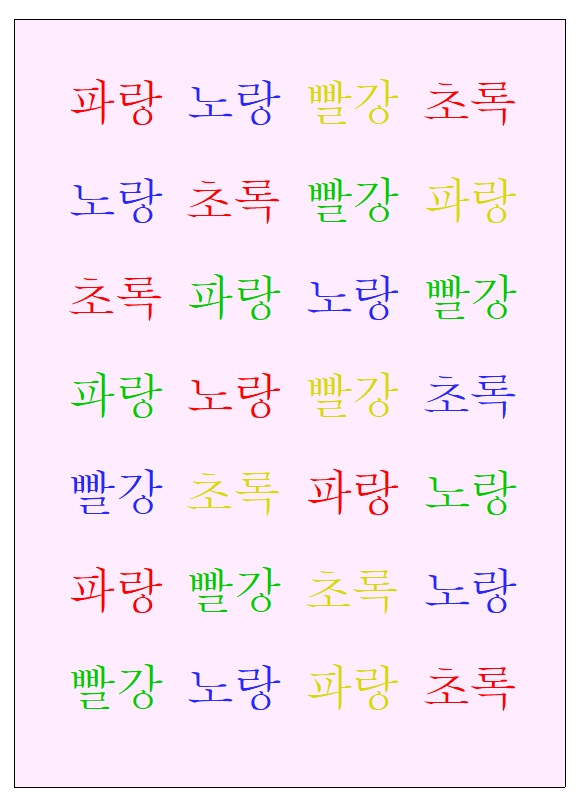 파랑 노랑 빨강 초록
노랑 초록 빨강 파랑
초록 파랑 노랑 빨강
파랑 노랑 빨강 초록
빨강 초록 파랑 노랑
파랑 빨강 초록 노랑
빨강 노랑 파랑 초록